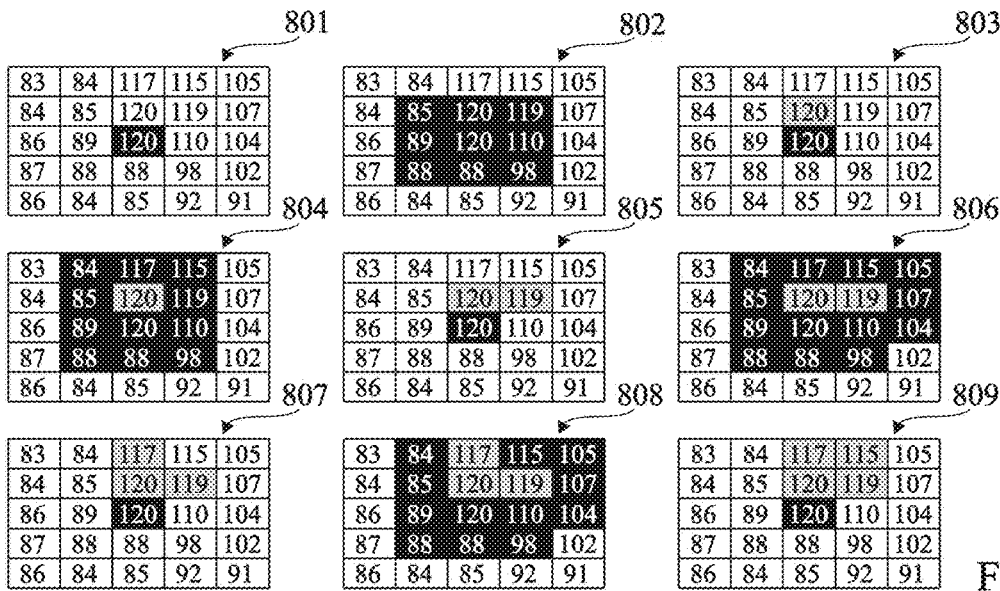 801 802 803
83 84 117 115 105 83 84 117 115 105 83 84 117 115 105
84 85 120 119 107 84 85 120 119 107 84 85 120 119 107
86 89 120 110 104 86 89 120 110 104 86 89 120 110 104
87 88 88 98 102 87 88 88 98 102 87 88 88 98 102
86 84 85 92 91 86 84 85 92 91 86 84 85 92 91
804 805 806
83 84 117 115 105 83 84 117 115 105 83 84 117 115 105
84 85 120 119 107 84 85 120 119 107 84 85 120 119 107
86 89 120 110 104 86 89 120 110 104 86 89 120 110 104
87 88 88 98 102 87 88 88 98 102 87 88 88 98 102
86 84 85 92 91 86 84 85 92 91 86 84 85 92 91
807 808 809
83 84 117 115 105 83 84 117 115 105 83 84 117 115 105
84 85 120 119 107 84 85 120 119 107 84 85 120 119 107
86 89 120 110 104 86 89 120 110 104 86 89 120 110 104
87 88 88 98 102 87 88 88 98 102 87 88 88 98 102
86 84 85 92 91 86 84 85 92 91 86 84 85 92 91
F